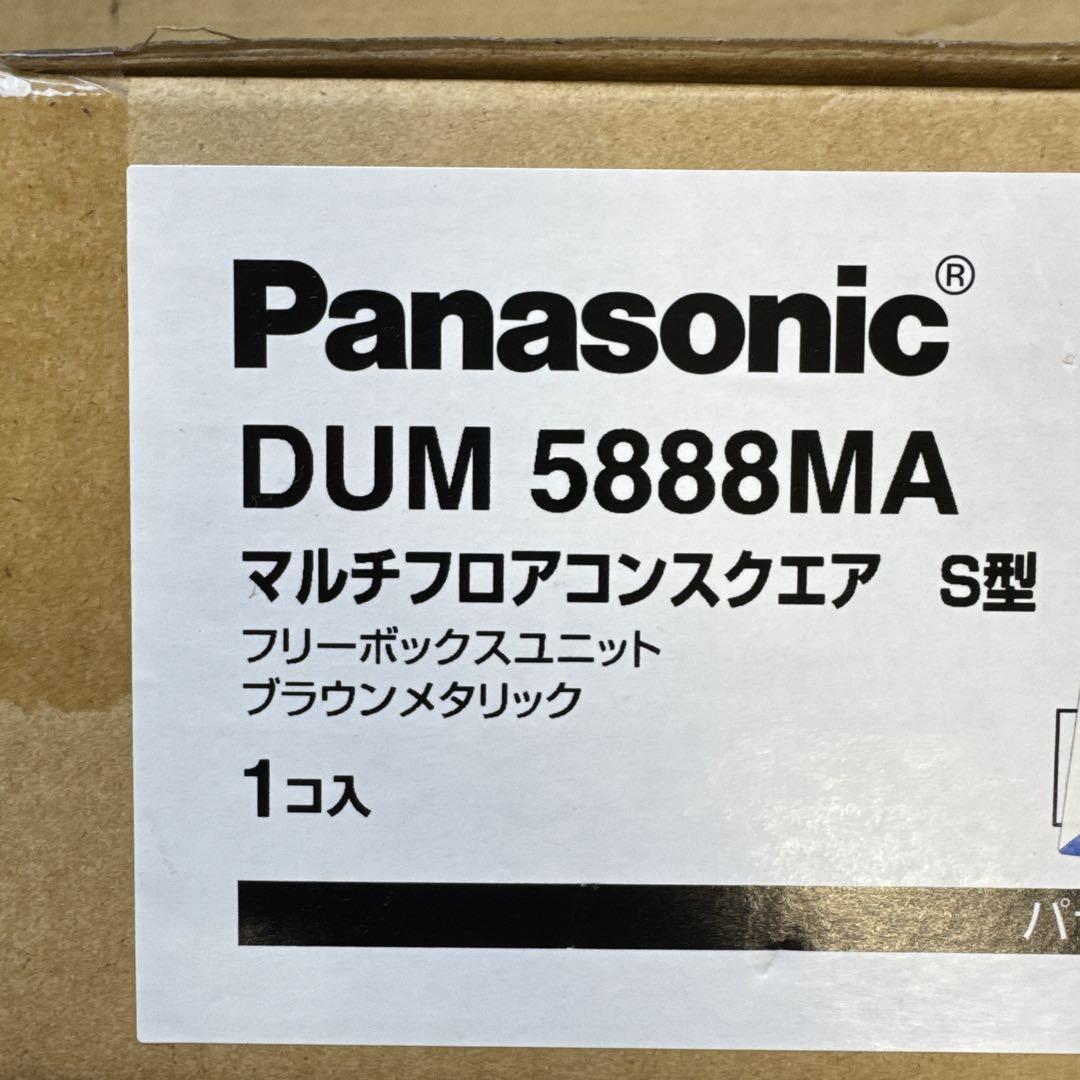 Panasonic®
DUM 5888MA
マルチフロアコンスクエア S型
フリーボックスユニット
ブラウンメタリック
1コ入